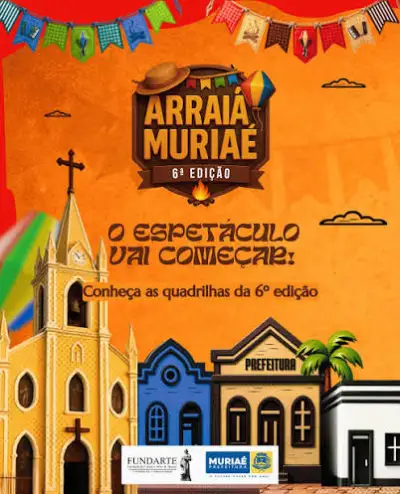 ARRAIÁ
MURIAÉ
6ª EDIÇÃO
O ESPETÁCULO
VAI COMEÇAR!
Conheça as quadrilhas da 6º edição
PREFEITURA
FUNDARTE
MURIAÉ
PREFEITURA